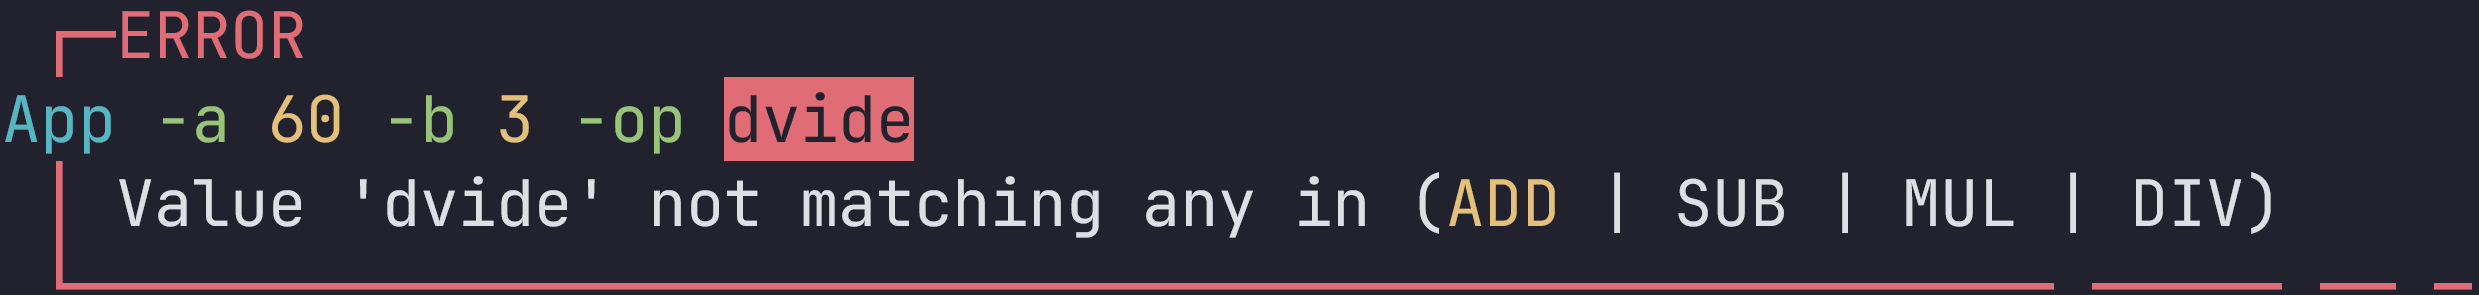 ERROR
App -a 60 -b 3 -op dvide
Value 'dvide' not matching any in (ADD | SUB | MUL | DIV)